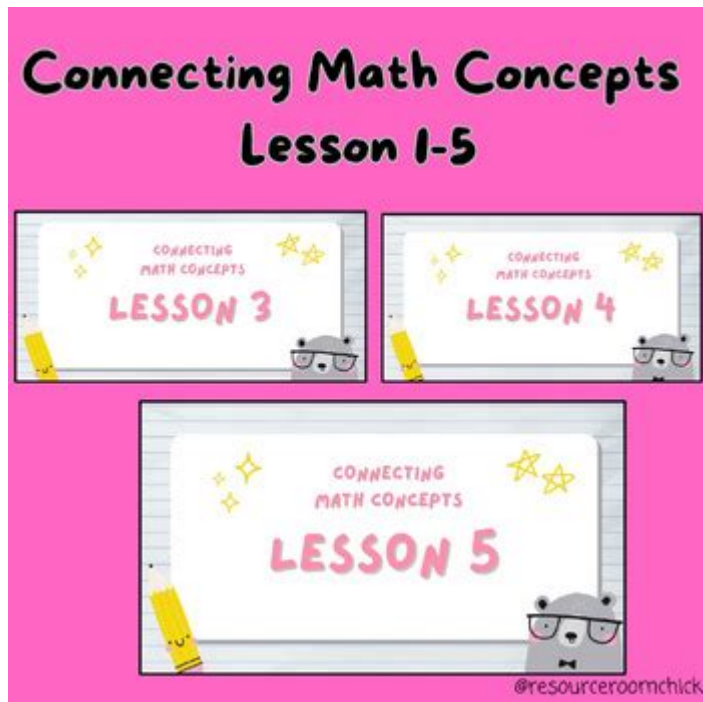 Connecting Math Concepts
Lesson 1-5
CONNECTING
MATH CONCEPTS
LESSON 3
CONNECTING
MATH CONCEPTS
LESSON 4
CONNECTING
MATH CONCEPTS
LESSON 5
@resourceroomchick